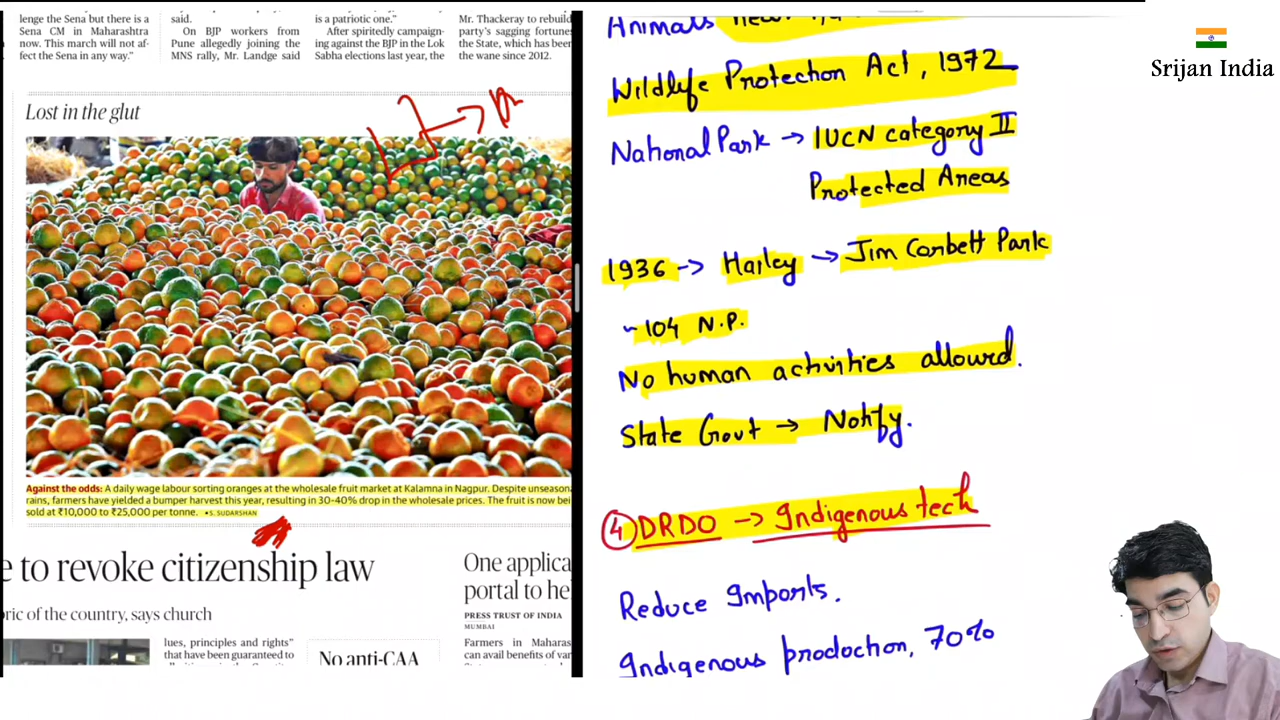 lenge the Sena but there is a
Sena CM in Maharashtra
now. This march will not af-
fect the Sena in any way."
said.
On BJP workers from
Pune allegedly joining the
MNS rally, Mr. Landge said
is a patriotic one."
After spiritedly campaign-
ing against the BJP in the Lok
Sabha elections last year, the
Mr. Thackeray to rebuild
party's sagging fortunes
the State, which has been
the wane since 2012.
Lost in the glut
Against the odds: A daily wage labour sorting oranges at the wholesale fruit market at Kalamna in Nagpur. Despite unseason
rains, farmers have yielded a bumper harvest this year, resulting in 30-40% drop in the wholesale prices. The fruit is now bei
sold at ₹10,000 to ₹25,000 per tonne. •S. SUDARSHAN
e to revoke citizenship law
ric of the country, says church
lues, principles and rights"
that have been guaranteed to
No anti-CAA
One applica
portal to he
PRESS TRUST OF INDIA
MUMBAI
Farmers in Maharas
can avail benefits of var
Animals
Wildlife Protection Act, 1972
National Park → IUCN category II
Protected Areas
1936 → Hailey → Jim Corbett Park
~104 N.P.
No human activities allowed.
State Govt → Notify.
4 DRDO → Indigenous tech
Reduce Imports.
Indigenous production, 70%
Srijan India